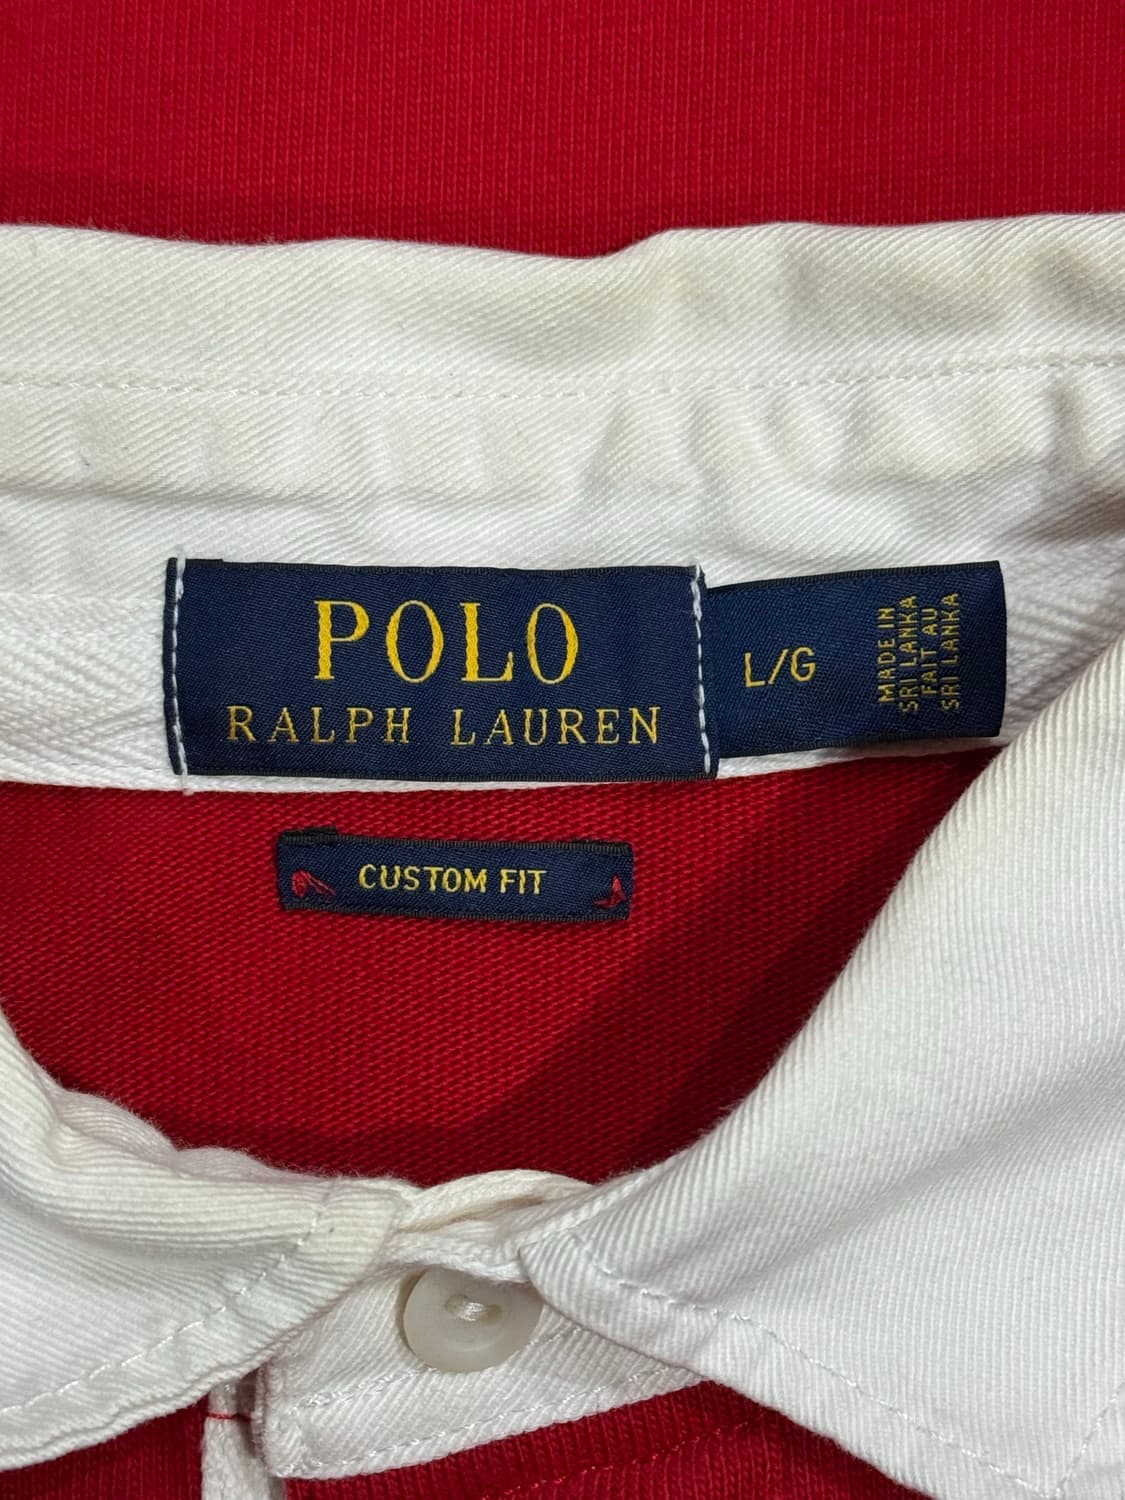 POLO
RALPH LAUREN
L/G
MADE IN
SRI LANKA
FAIT AU
SRI LANKA
CUSTOM FIT